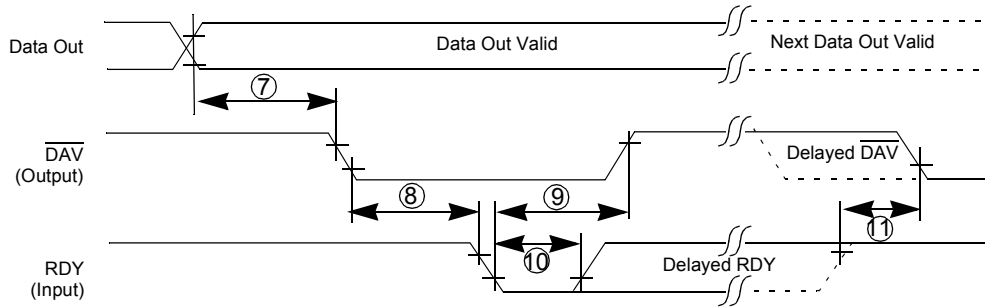 Data Out
Data Out Valid
Next Data Out Valid
7
DAV
(Output)
Delayed DAV
8
9
11
RDY
(Input)
10
Delayed RDY